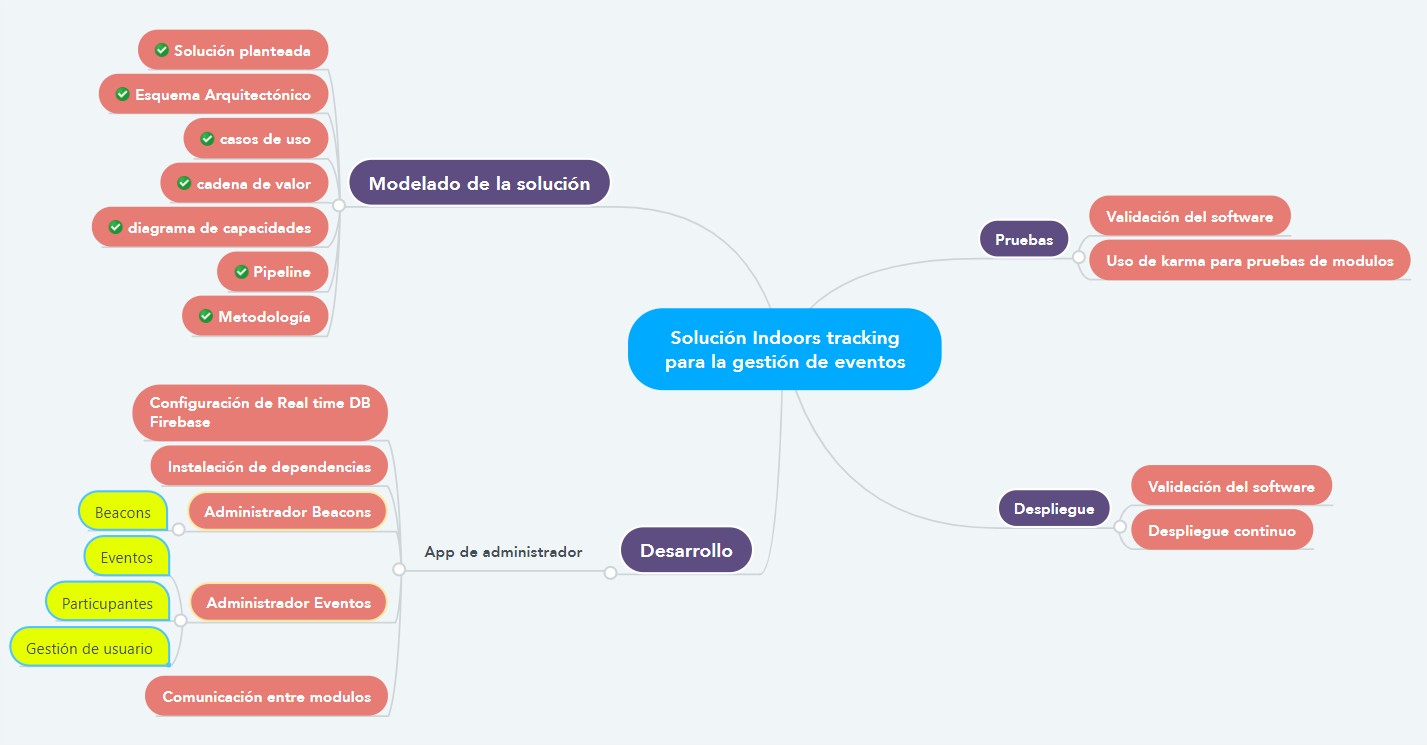 Solución planteada
Esquema Arquitectónico
casos de uso
cadena de valor
diagrama de capacidades
Pipeline
Metodología
Modelado de la solución
Pruebas
Validación del software
Uso de karma para pruebas de modulos
Solución Indoors tracking
para la gestión de eventos
Configuración de Real time DB
Firebase
Instalación de dependencias
Administrador Beacons
Beacons
Administrador Eventos
Eventos
Particupantes
Gestión de usuario
Comunicación entre modulos
App de administrador
Desarrollo
Despliegue
Validación del software
Despliegue continuo